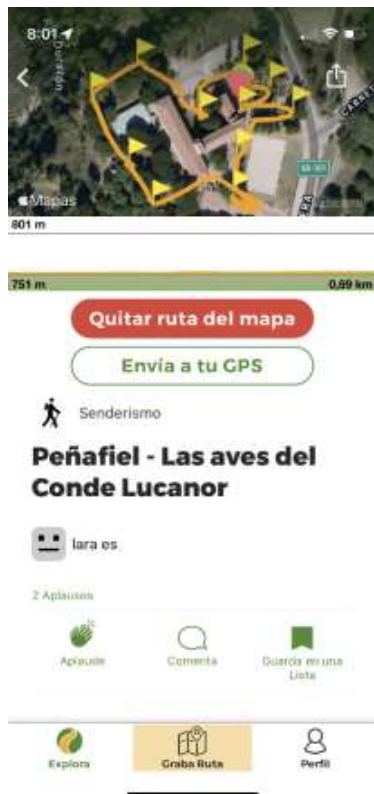 8:01
Mapas
801 m
751 m
0,69 km
Quitar ruta del mapa
Envía a tu GPS
Senderismo
Peñafiel - Las aves del
Conde Lucanor
lara es
2 Aplausos
Aplaude
Comenta
Guarda en una
Lista
Explora
Graba Ruta
Perfil